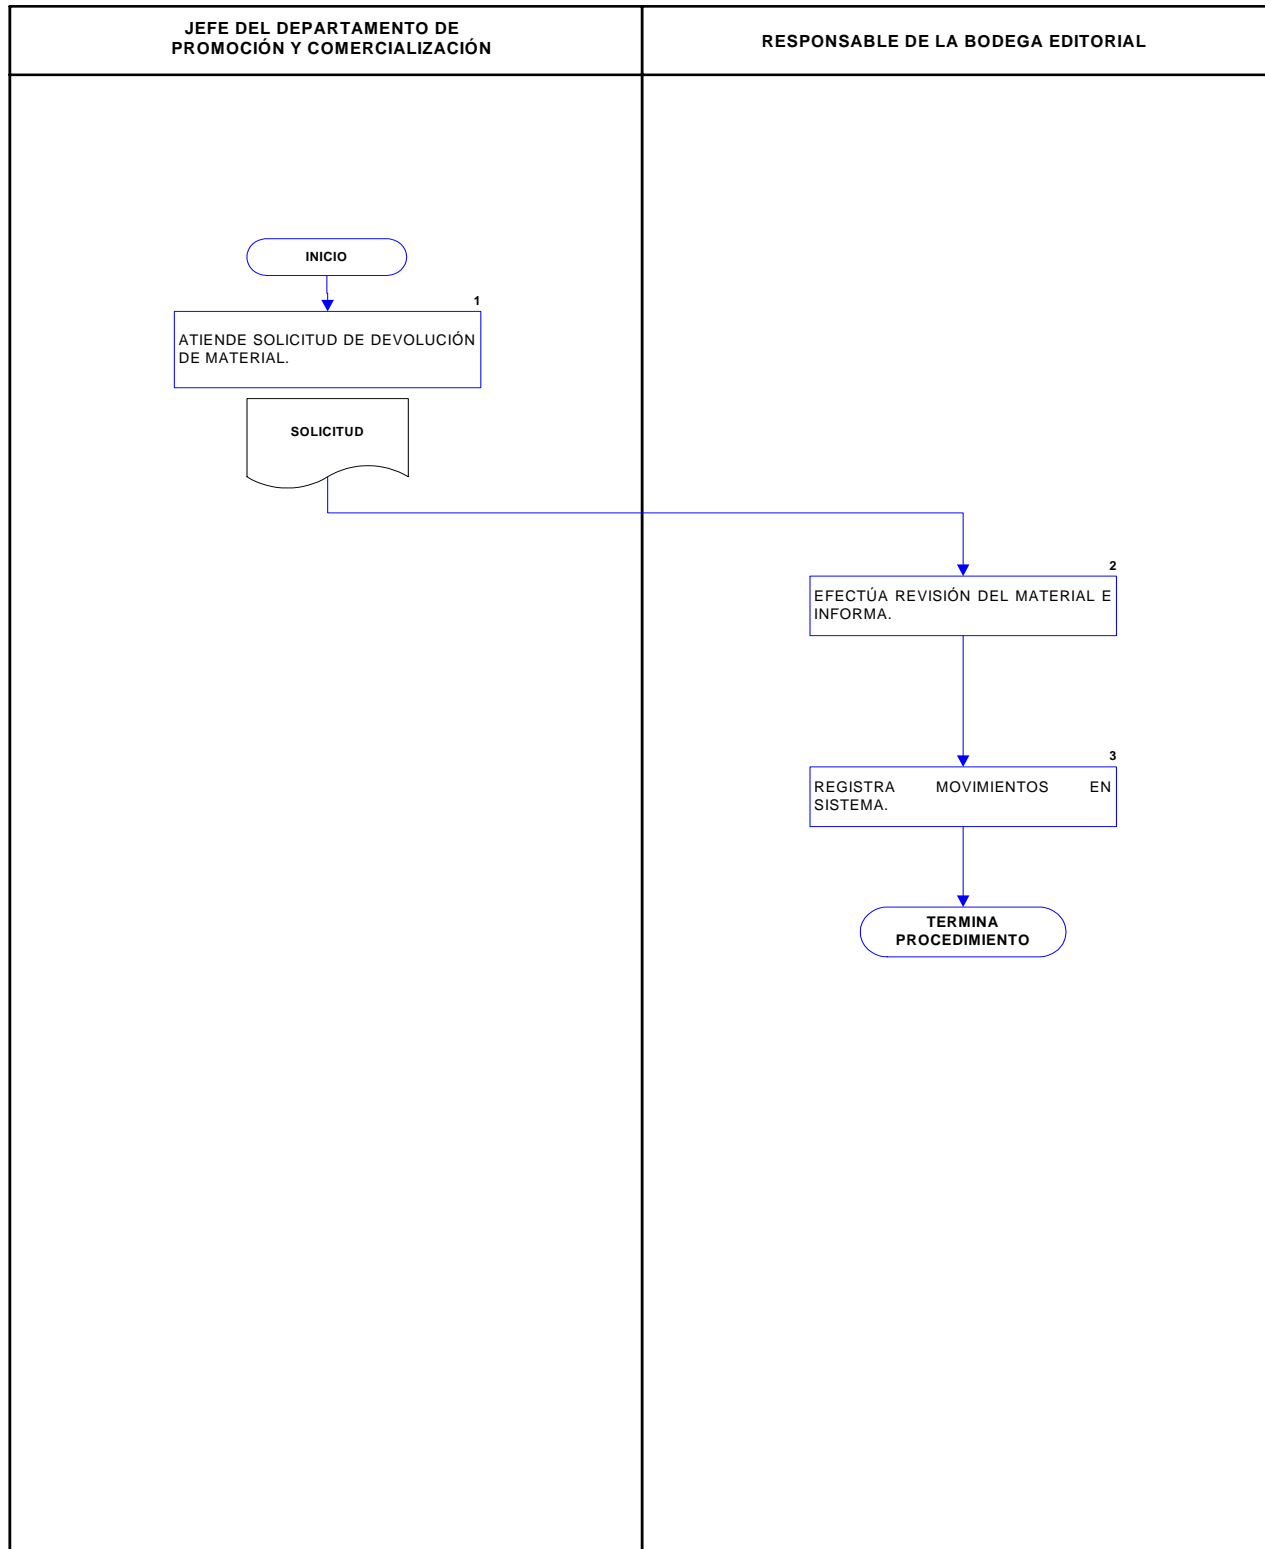 JEFE DEL DEPARTAMENTO DE
PROMOCIÓN Y COMERCIALIZACIÓN
RESPONSABLE DE LA BODEGA EDITORIAL
INICIO
1
ATIENDE SOLICITUD DE DEVOLUCIÓN
DE MATERIAL.
SOLICITUD
2
EFECTÚA REVISIÓN DEL MATERIAL E
INFORMA.
3
REGISTRA MOVIMIENTOS EN
SISTEMA.
TERMINA
PROCEDIMIENTO